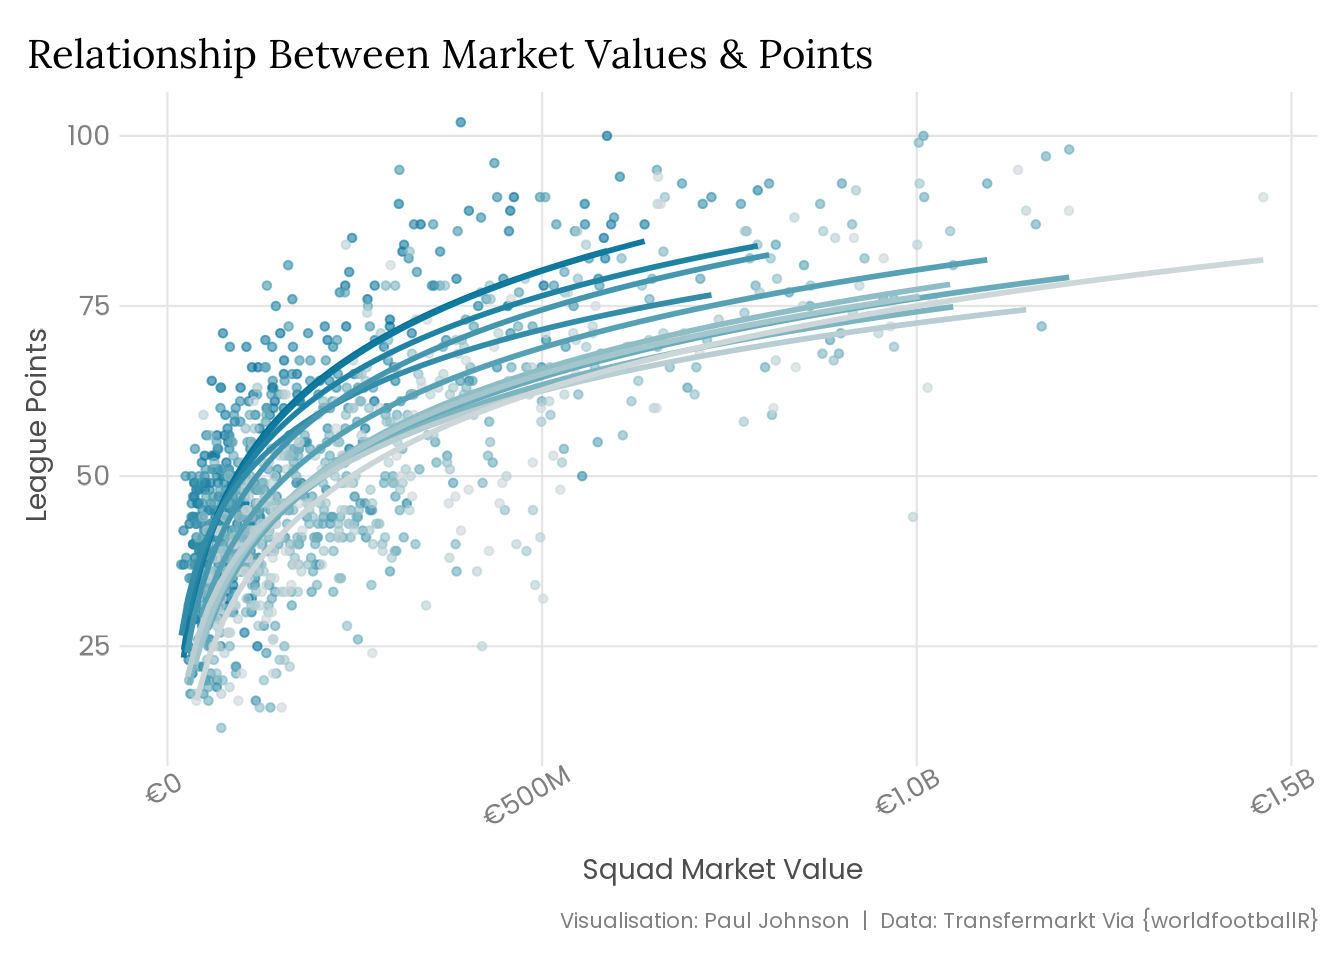 Relationship Between Market Values & Points
100
75
50
25
League Points
€0
€500M
€1.0B
€1.5B
Squad Market Value
Visualisation: Paul Johnson | Data: Transfermarkt Via {worldfootballR}